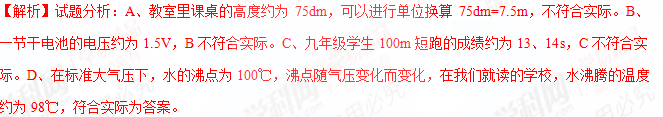 【解析】试题分析：A、教室里课桌的高度约为 75dm，可以进行单位换算 75dm=7.5m，不符合实际。B、
一节干电池的电压约为 1.5V，B 不符合实际。C、九年级学生 100m 短跑的成绩约为 13、14s，C 不符合实
际。D、在标准大气压下，水的沸点为 100℃，沸点随气压变化而变化，在我们就读的学校，水沸腾的温度
约为 98℃，符合实际为答案。